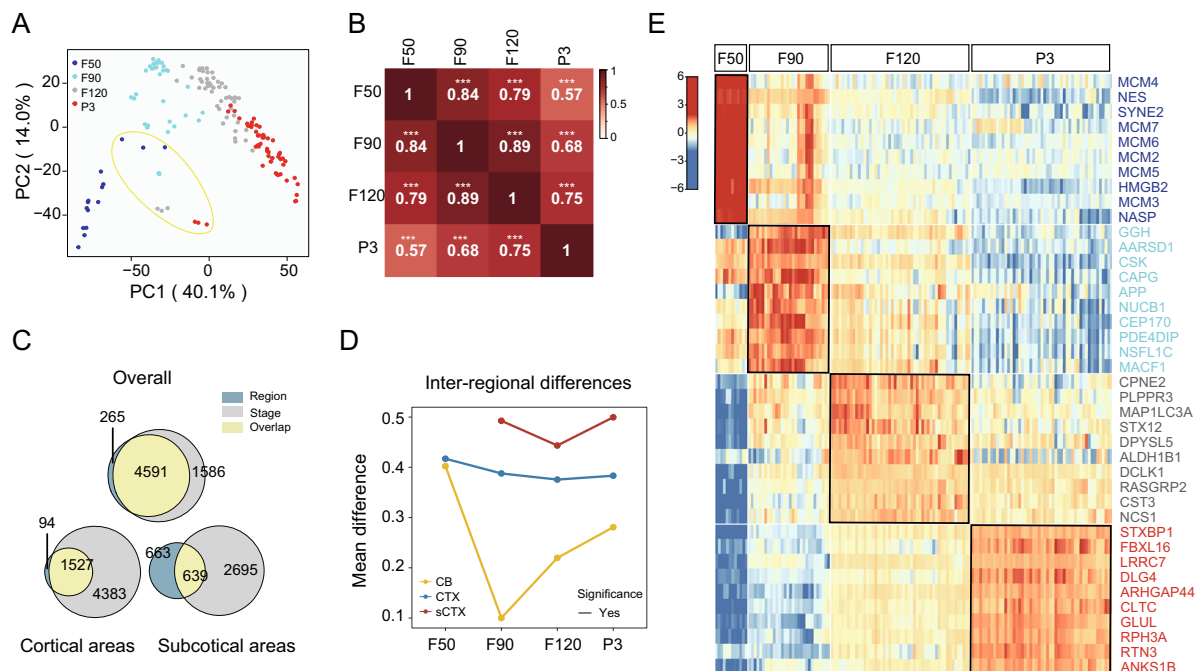 A
F50
F90
F120
P3
20
0
−20
−40
PC2 ( 14.0%)
−50
0
50
PC1 ( 40.1%)
B
F50
F90
F120
P3
F50
1
***
0.84
***
0.79
***
0.57
F90
***
0.84
1
***
0.89
***
0.68
F120
***
0.79
***
0.89
1
***
0.75
P3
***
0.57
***
0.68
***
0.75
1
1
0.5
0
C
Overall
Region
Stage
Overlap
265
4591
1586
94
1527
4383
663
639
2695
Cortical areas
Subcotical areas
D
Inter-regional differences
Mean difference
0.5
0.4
0.3
0.2
0.1
CB
CTX
sCTX
Significance
Yes
F50
F90
F120
P3
E
F50
F90
F120
P3
6
3
0
−3
−6
MCM4
NES
SYNE2
MCM7
MCM6
MCM2
MCM5
HMGB2
MCM3
NASP
GGH
AARSD1
CSK
CAPG
APP
NUCB1
CEP170
PDE4DIP
NSFL1C
MACF1
CPNE2
PLPPR3
MAP1LC3A
STX12
DPYSL5
ALDH1B1
DCLK1
RASGRP2
CST3
NCS1
STXBP1
FBXL16
LRRC7
DLG4
ARHGAP44
CLTC
GLUL
RPH3A
RTN3
ANKS1B